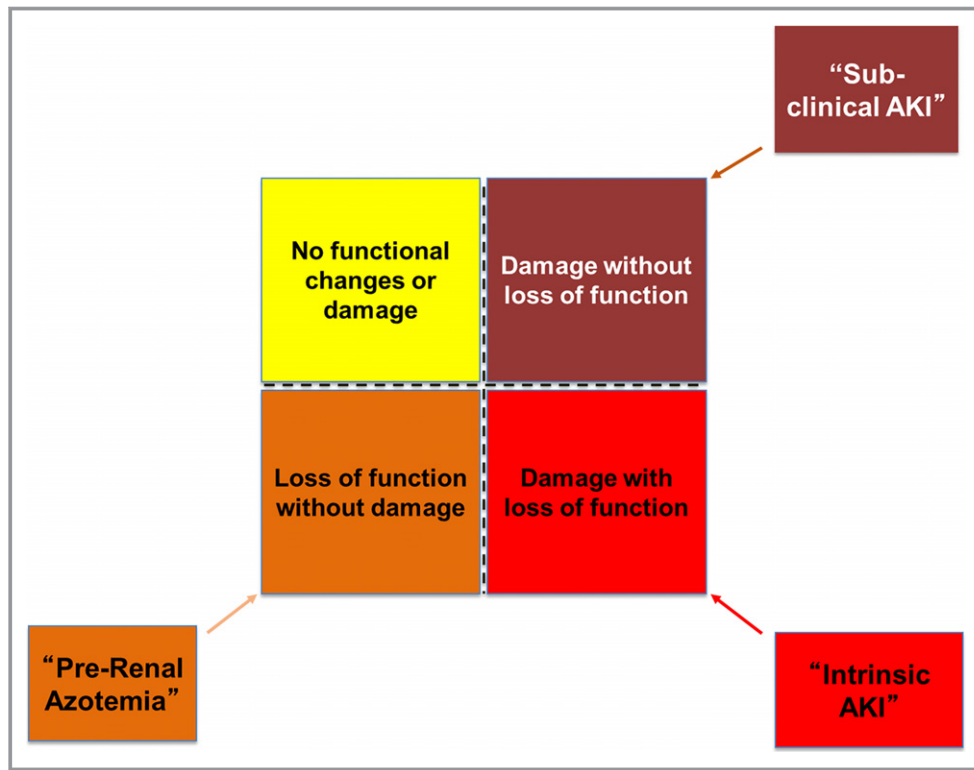 “Sub-
clinical AKI”
No functional
changes or
damage
Damage without
loss of function
Loss of function
without damage
Damage with
loss of function
“Pre-Renal
Azotemia”
“Intrinsic
AKI”